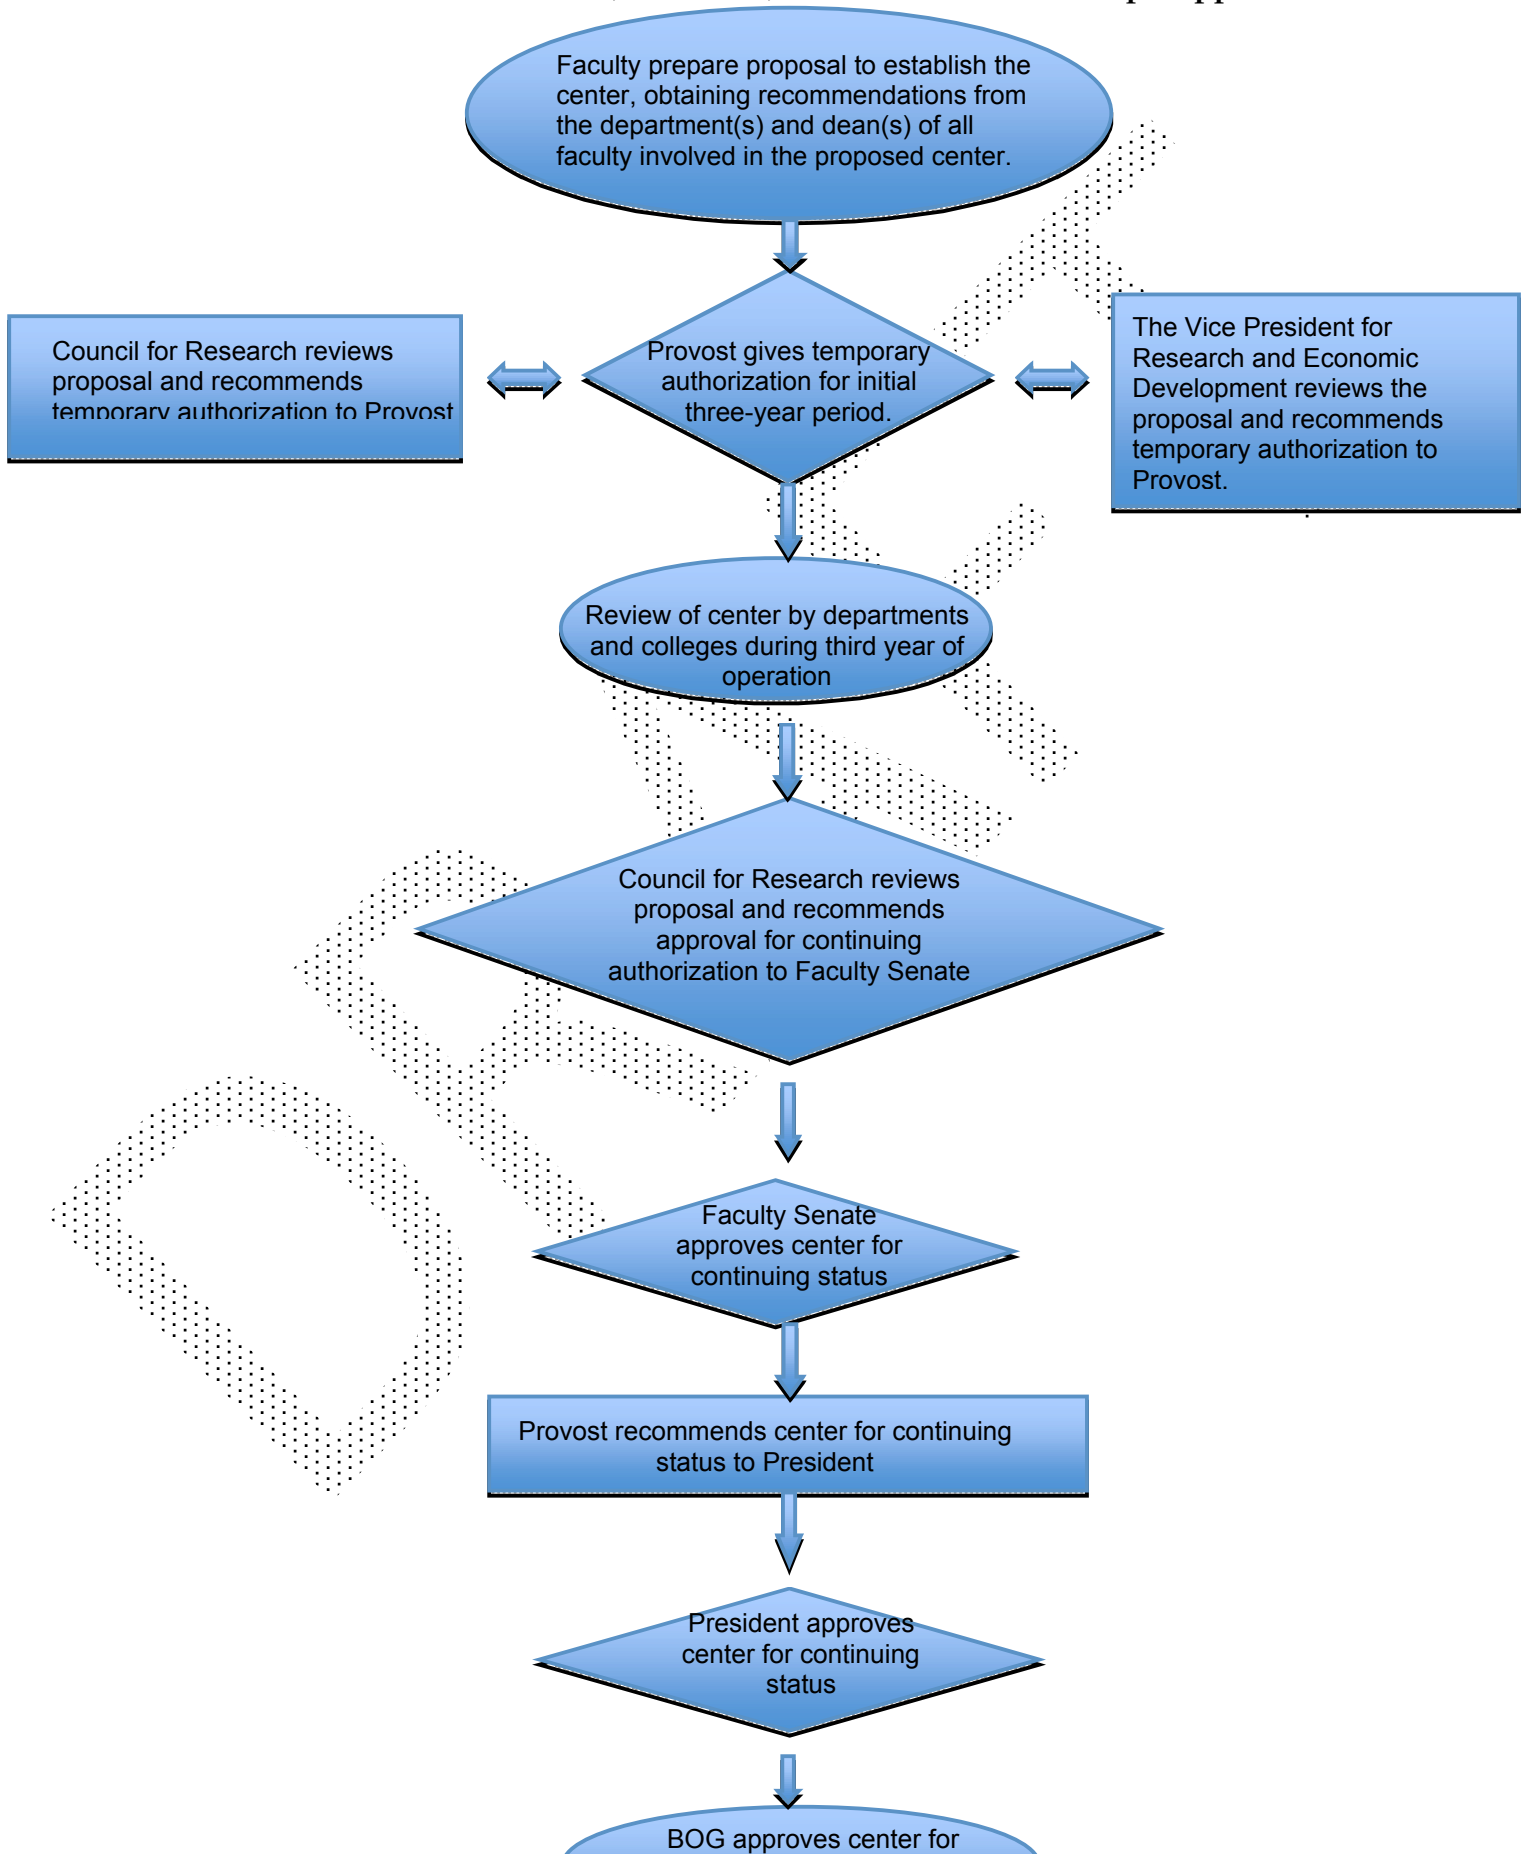 Faculty prepare proposal to establish the
center, obtaining recommendations from
the department(s) and dean(s) of all
faculty involved in the proposed center.
Council for Research reviews
proposal and recommends
temporary authorization to Provost
Provost gives temporary
authorization for initial
three-year period.
The Vice President for
Research and Economic
Development reviews the
proposal and recommends
temporary authorization to
Provost.
Review of center by departments
and colleges during third year of
operation
Council for Research reviews
proposal and recommends
approval for continuing
authorization to Faculty Senate
Faculty Senate
approves center for
continuing status
Provost recommends center for continuing
status to President
President approves
center for continuing
status
BOG approves center for
DRAFT